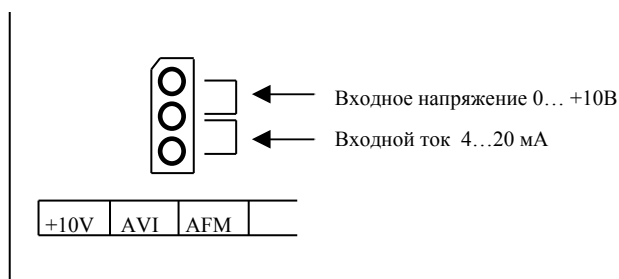 Входное напряжение 0… +10В
Входной ток 4…20 мА
+10V AVI AFM